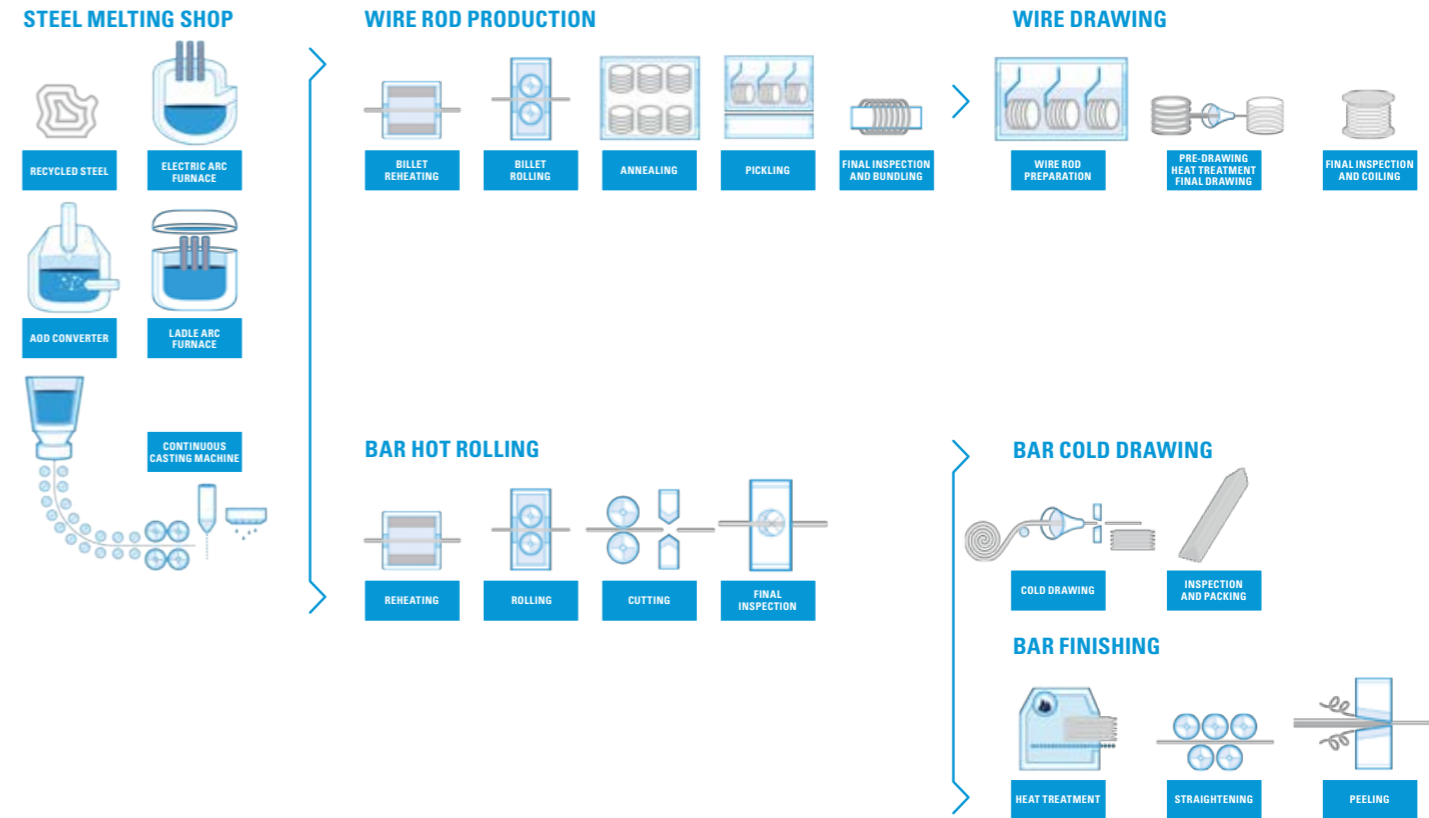 STEEL MELTING SHOP
RECYCLED STEEL
ELECTRIC ARC
FURNACE
AOD CONVERTER
LADLE ARC
FURNACE
CONTINUOUS
CASTING MACHINE
WIRE ROD PRODUCTION
BILLET
REHEATING
BILLET
ROLLING
ANNEALING
PICKLING
FINAL INSPECTION
AND BUNDLING
WIRE DRAWING
WIRE ROD
PREPARATION
PRE-DRAWING
HEAT TREATMENT
FINAL DRAWING
FINAL INSPECTION
AND COILING
BAR HOT ROLLING
REHEATING
ROLLING
CUTTING
FINAL
INSPECTION
BAR COLD DRAWING
COLD DRAWING
INSPECTION
AND PACKING
BAR FINISHING
HEAT TREATMENT
STRAIGHTENING
PEELING